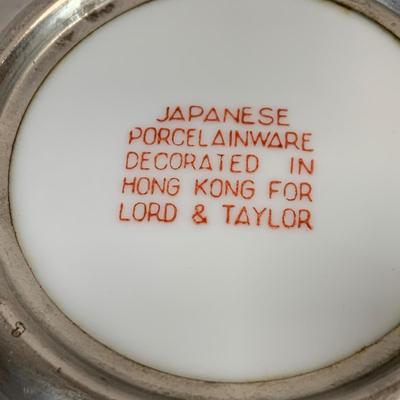 JAPANESE
PORCELAINWARE
DECORATED IN
HONG KONG FOR
LORD & TAYLOR